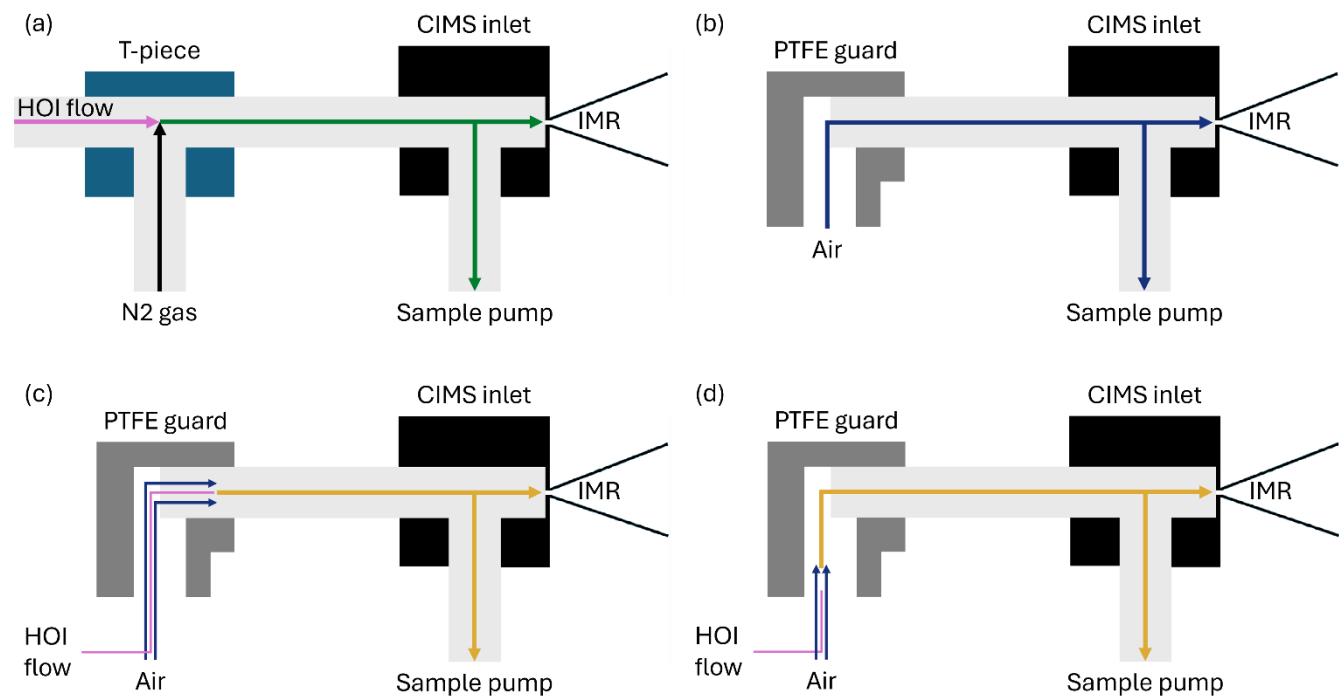 (a)
CIMS inlet
T-piece
HOI flow
IMR
N2 gas
Sample pump
(b)
CIMS inlet
PTFE guard
IMR
Air
Sample pump
(c)
CIMS inlet
PTFE guard
IMR
HOI
flow
Air
Sample pump
(d)
CIMS inlet
PTFE guard
IMR
HOI
flow
Air
Sample pump